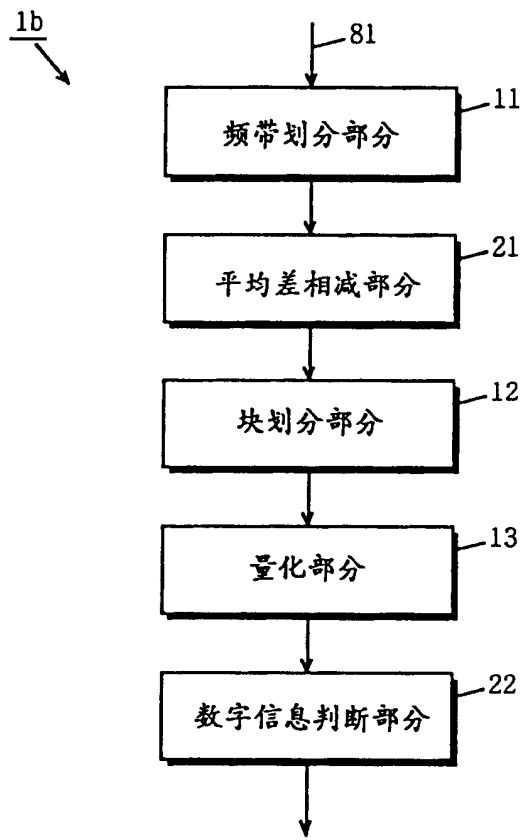 1b
81
11
频带划分部分
21
平均差相减部分
12
块划分部分
13
量化部分
22
数字信息判断部分